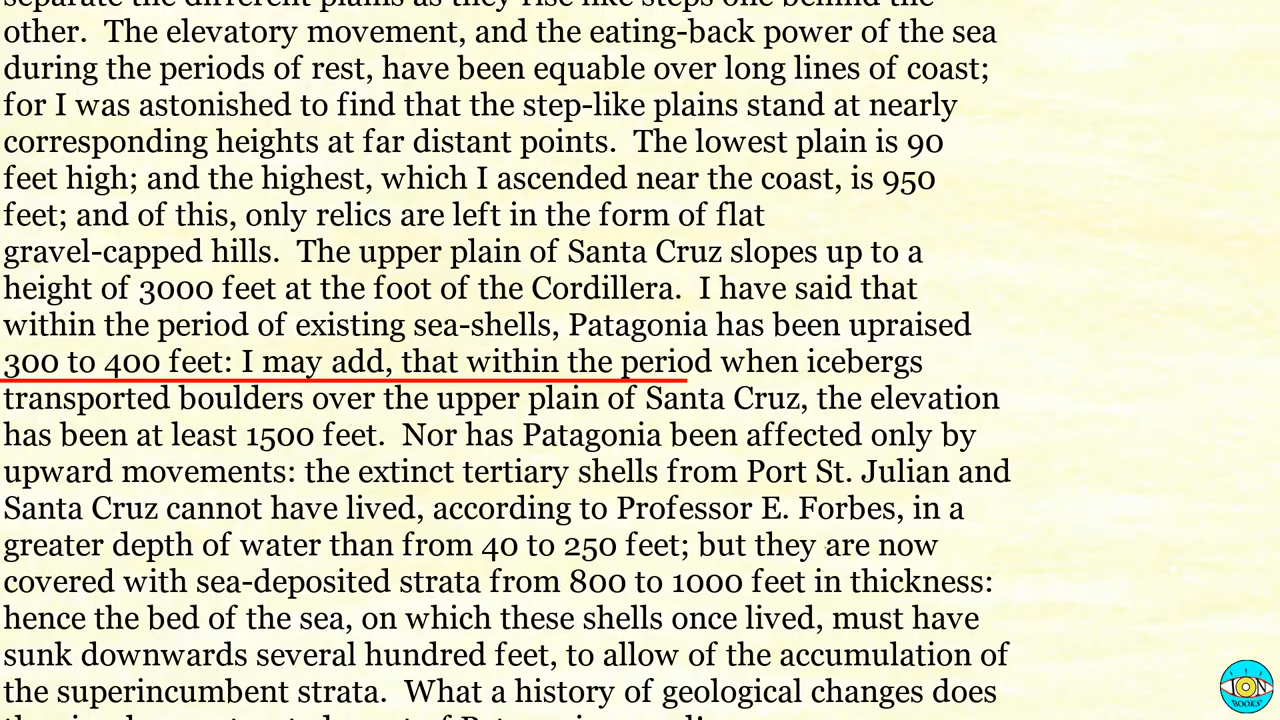 separate the different plains as they rise like steps one behind the
other.  The elevatory movement, and the eating-back power of the sea
during the periods of rest, have been equable over long lines of coast;
for I was astonished to find that the step-like plains stand at nearly
corresponding heights at far distant points.  The lowest plain is 90
feet high; and the highest, which I ascended near the coast, is 950
feet; and of this, only relics are left in the form of flat
gravel-capped hills.  The upper plain of Santa Cruz slopes up to a
height of 3000 feet at the foot of the Cordillera.  I have said that
within the period of existing sea-shells, Patagonia has been upraised
300 to 400 feet: I may add, that within the period when icebergs
transported boulders over the upper plain of Santa Cruz, the elevation
has been at least 1500 feet.  Nor has Patagonia been affected only by
upward movements: the extinct tertiary shells from Port St. Julian and
Santa Cruz cannot have lived, according to Professor E. Forbes, in a
greater depth of water than from 40 to 250 feet; but they are now
covered with sea-deposited strata from 800 to 1000 feet in thickness:
hence the bed of the sea, on which these shells once lived, must have
sunk downwards several hundred feet, to allow of the accumulation of
the superincumbent strata.  What a history of geological changes does
ION
BOOKS